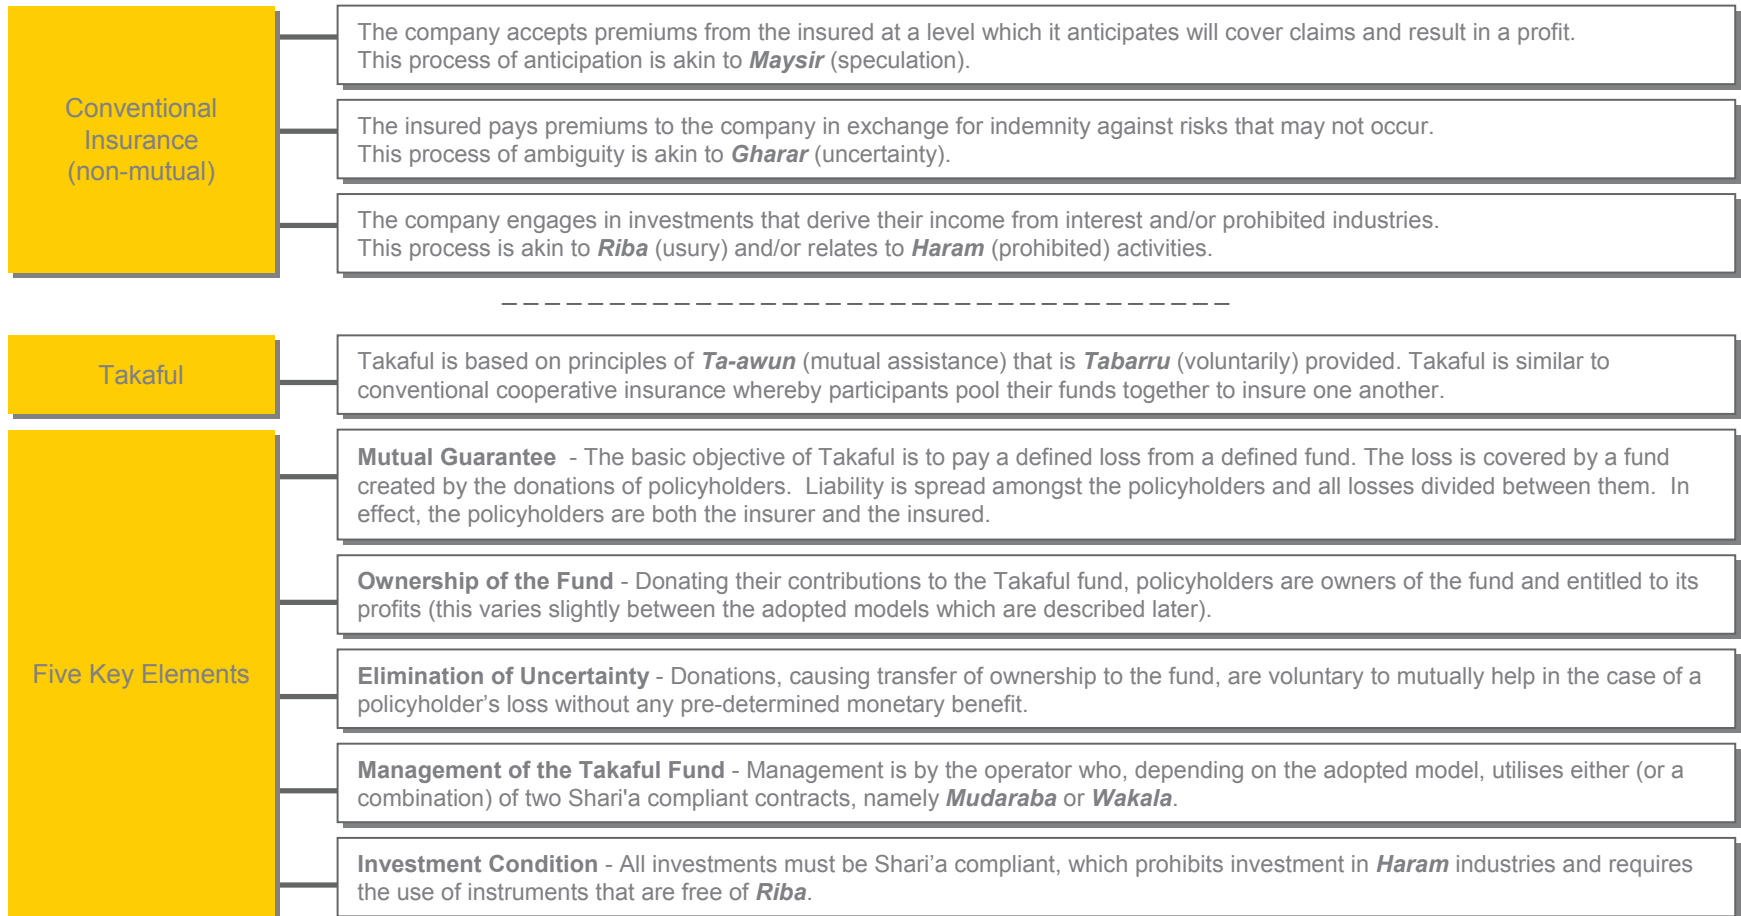 Conventional
Insurance
(non-mutual)
The company accepts premiums from the insured at a level which it anticipates will cover claims and result in a profit.
This process of anticipation is akin to Maysir (speculation).
The insured pays premiums to the company in exchange for indemnity against risks that may not occur.
This process of ambiguity is akin to Gharar (uncertainty).
The company engages in investments that derive their income from interest and/or prohibited industries.
This process is akin to Riba (usury) and/or relates to Haram (prohibited) activities.
Takaful
Takaful is based on principles of Ta-awun (mutual assistance) that is Tabarru (voluntarily) provided. Takaful is similar to
conventional cooperative insurance whereby participants pool their funds together to insure one another.
Five Key Elements
Mutual Guarantee - The basic objective of Takaful is to pay a defined loss from a defined fund. The loss is covered by a fund
created by the donations of policyholders. Liability is spread amongst the policyholders and all losses divided between them. In
effect, the policyholders are both the insurer and the insured.
Ownership of the Fund - Donating their contributions to the Takaful fund, policyholders are owners of the fund and entitled to its
profits (this varies slightly between the adopted models which are described later).
Elimination of Uncertainty - Donations, causing transfer of ownership to the fund, are voluntary to mutually help in the case of a
policyholder's loss without any pre-determined monetary benefit.
Management of the Takaful Fund - Management is by the operator who, depending on the adopted model, utilises either (or a
combination) of two Shari'a compliant contracts, namely Mudaraba or Wakala.
Investment Condition - All investments must be Shari’a compliant, which prohibits investment in Haram industries and requires
the use of instruments that are free of Riba.